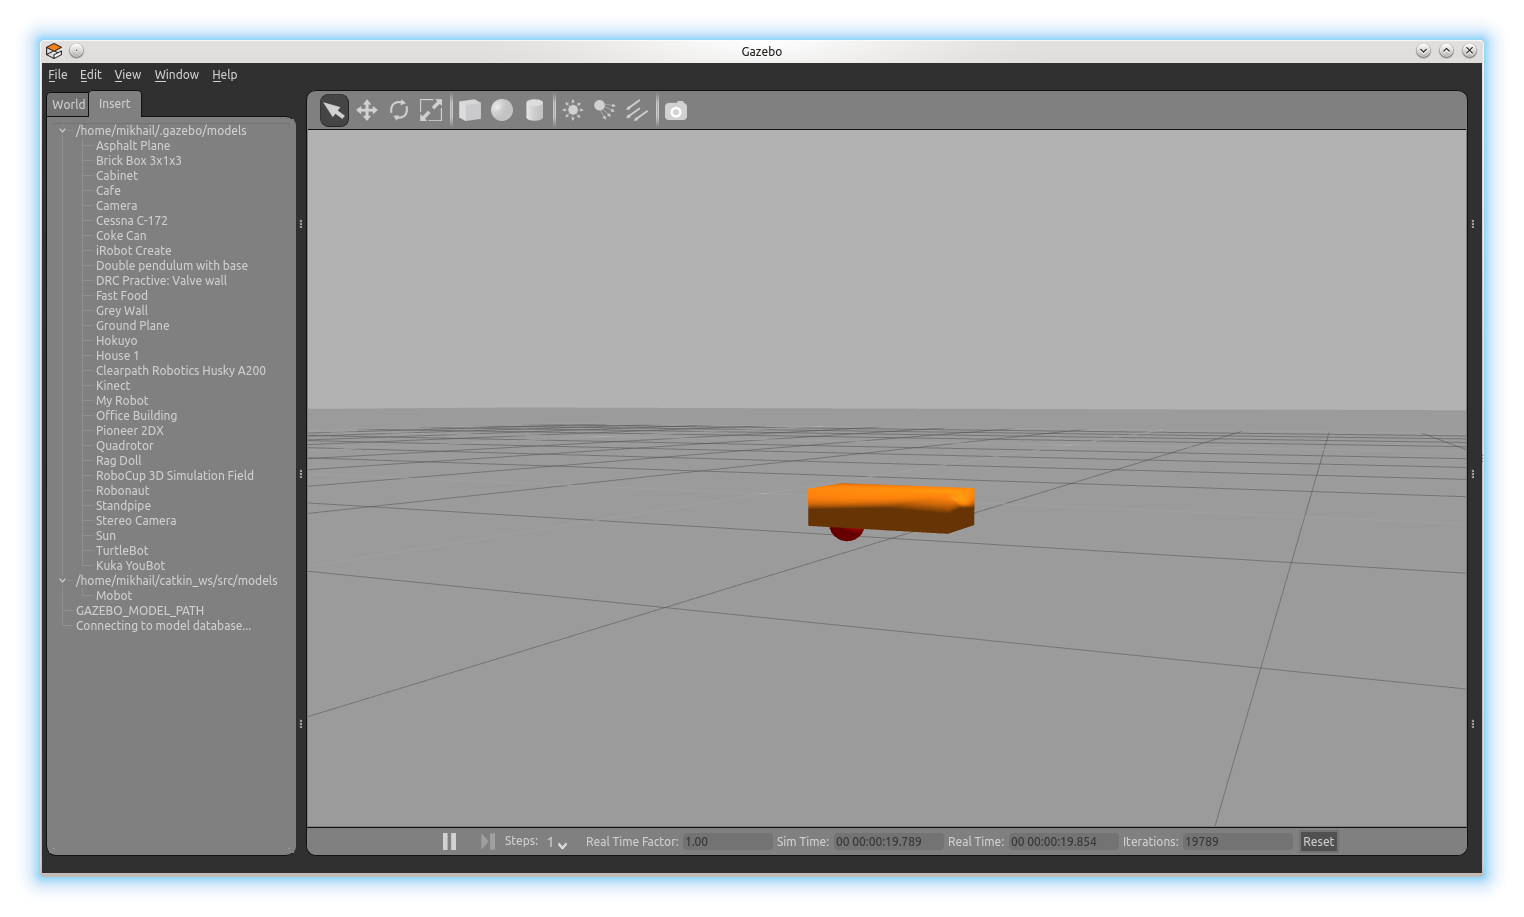 Gazebo
File Edit View Window Help
World Insert
/home/mikhail/.gazebo/models
Asphalt Plane
Brick Box 3x1x3
Cabinet
Cafe
Camera
Cessna C-172
Coke Can
iRobot Create
Double pendulum with base
DRC Practive: Valve wall
Fast Food
Grey Wall
Ground Plane
Hokuyo
House 1
Clearpath Robotics Husky A200
Kinect
My Robot
Office Building
Pioneer 2DX
Quadrotor
Rag Doll
RoboCup 3D Simulation Field
Robonaut
Standpipe
Stereo Camera
Sun
TurtleBot
Kuka YouBot
/home/mikhail/catkin_ws/src/models
Mobot
GAZEBO_MODEL_PATH
Connecting to model database...
Steps: 1 Real Time Factor: 1.00 Sim Time: 00 00:00:19.789 Real Time: 00 00:00:19.854 Iterations: 19789 Reset